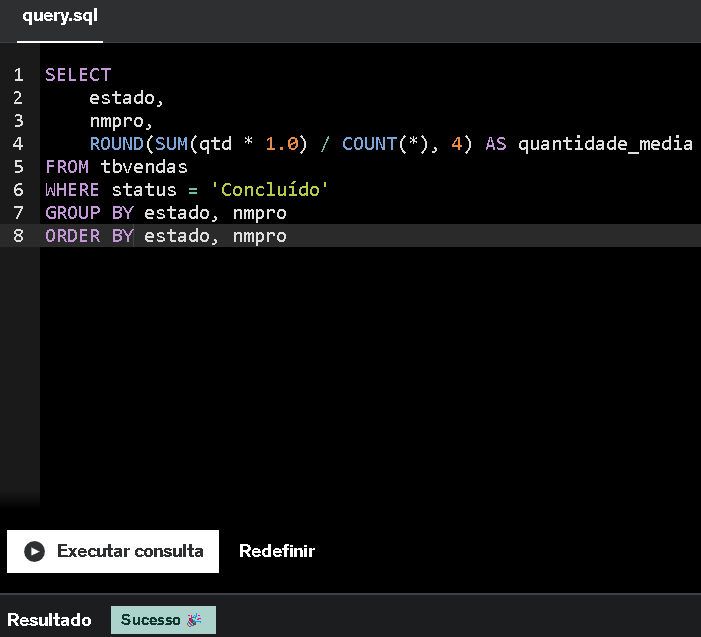 query.sql
1 SELECT
2 estado,
3 nmpro,
4 ROUND(SUM(qtd * 1.0) / COUNT(*), 4) AS quantidade_media
5 FROM tbvendas
6 WHERE status = 'Concluído'
7 GROUP BY estado, nmpro
8 ORDER BY estado, nmpro
Executar consulta Redefinir
Resultado Sucesso 🎉